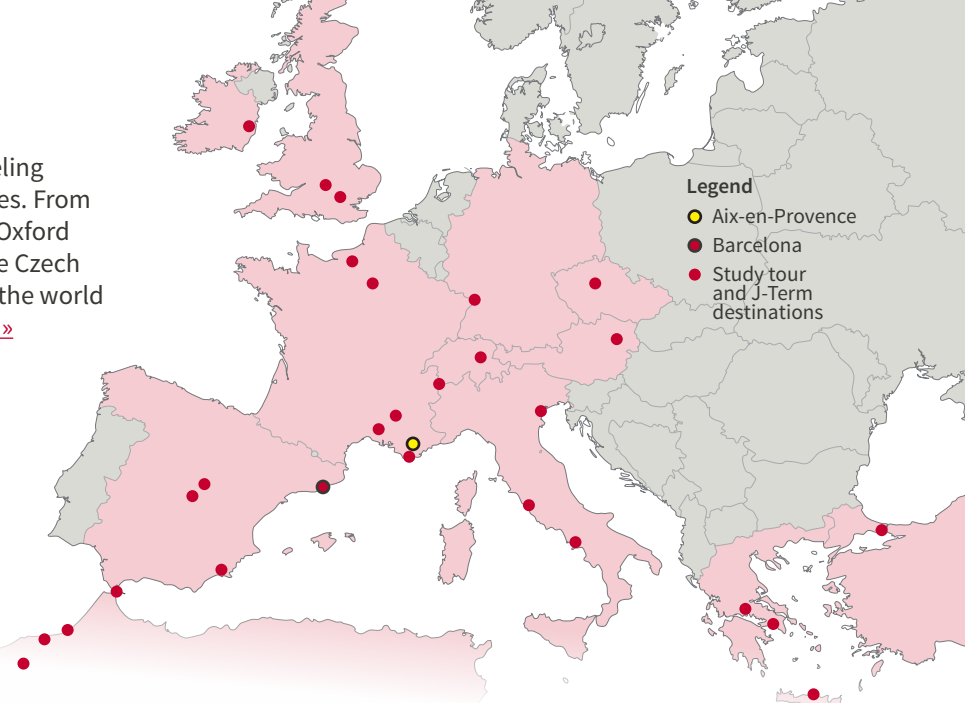 eling
es. From
Oxford
e Czech
the world
»
Legend
Aix-en-Provence
Barcelona
Study tour
and J-Term
destinations